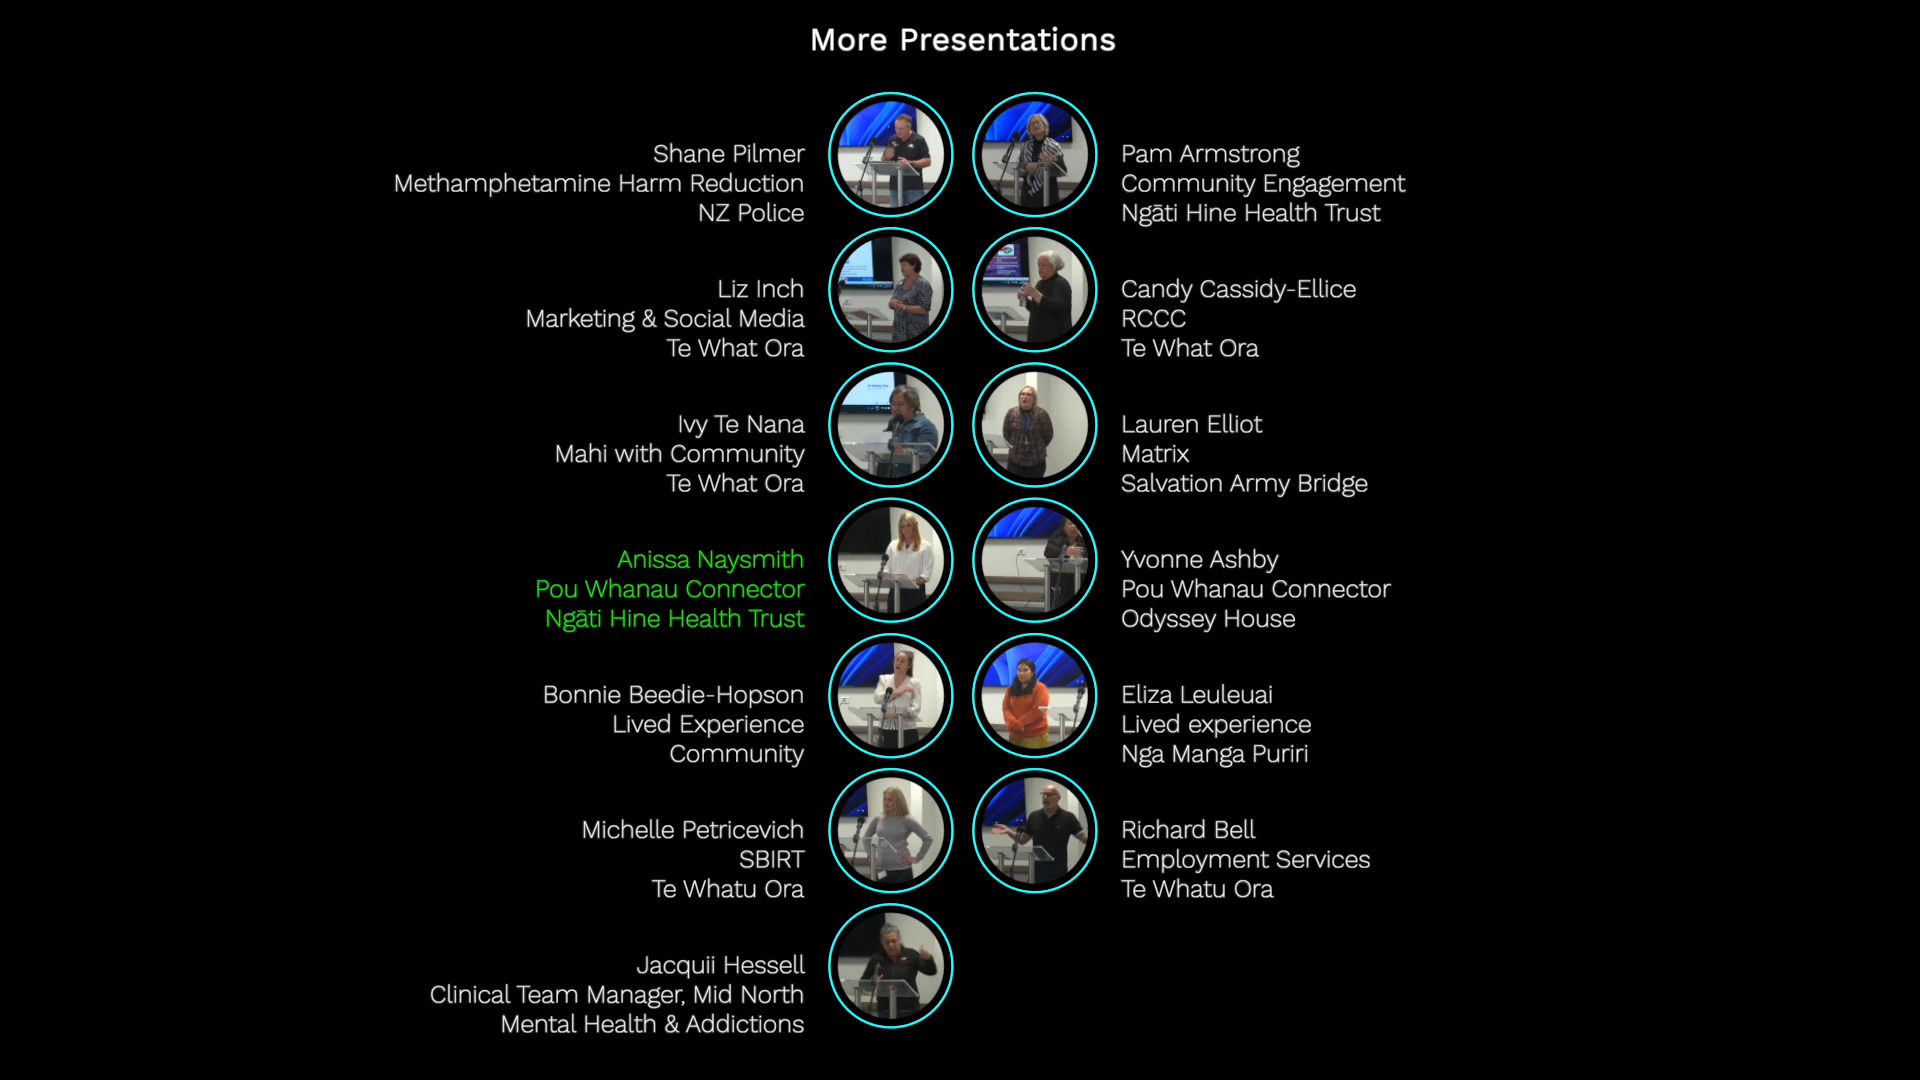 More Presentations
Shane Pilmer
Methamphetamine Harm Reduction
NZ Police
Pam Armstrong
Community Engagement
Ngāti Hine Health Trust
Liz Inch
Marketing & Social Media
Te What Ora
Candy Cassidy-Ellice
RCCC
Te What Ora
Ivy Te Nana
Mahi with Community
Te What Ora
Lauren Elliot
Matrix
Salvation Army Bridge
Anissa Naysmith
Pou Whanau Connector
Ngāti Hine Health Trust
Yvonne Ashby
Pou Whanau Connector
Odyssey House
Bonnie Beedie-Hopson
Lived Experience
Community
Eliza Leuleuai
Lived experience
Nga Manga Puriri
Michelle Petricevich
SBIRT
Te Whatu Ora
Richard Bell
Employment Services
Te Whatu Ora
Jacquii Hessell
Clinical Team Manager, Mid North
Mental Health & Addictions